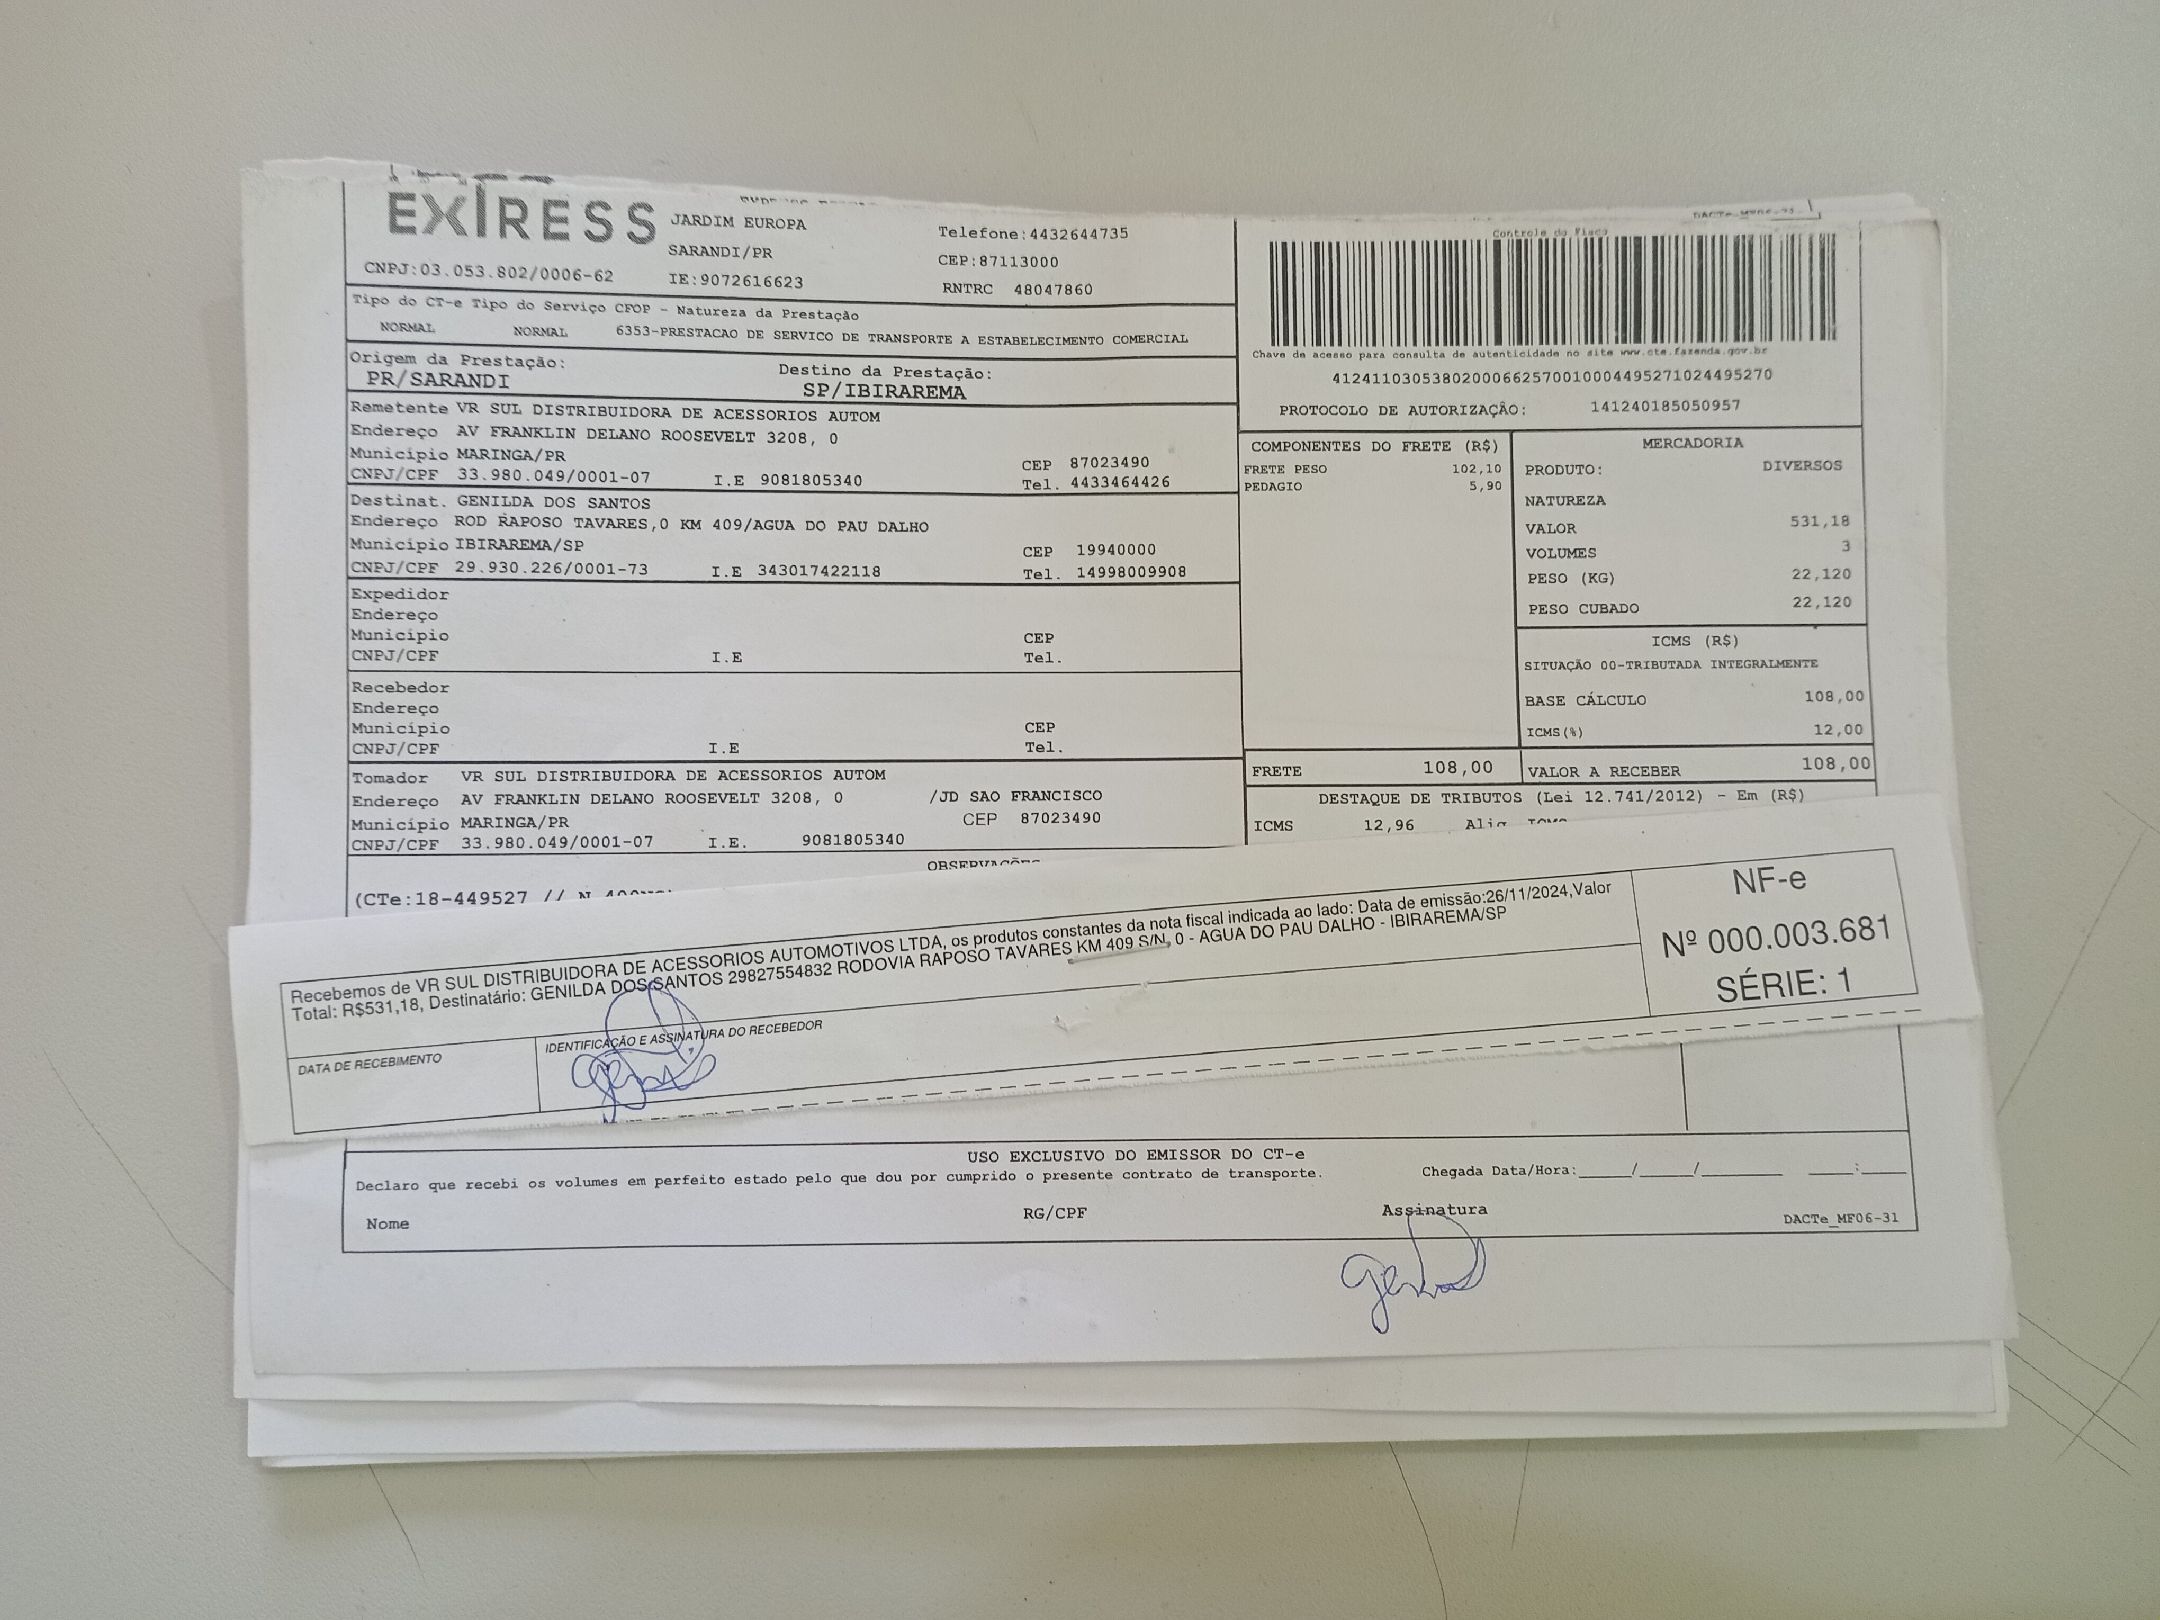 EXPRESS
JARDIM EUROPA
SARANDI/PR
CNPJ:03.053.802/0006-62
IE:9072616623
Telefone:4432644735
CEP:87113000
RNTRC 48047860
Tipo do CT-e Tipo do Serviço CFOP - Natureza da Prestação
NORMAL NORMAL 6353-PRESTACAO DE SERVICO DE TRANSPORTE A ESTABELECIMENTO COMERCIAL
Origem da Prestação: Destino da Prestação:
PR/SARANDI SP/IBIRAREMA
Remetente VR SUL DISTRIBUIDORA DE ACESSORIOS AUTOM
Endereço AV FRANKLIN DELANO ROOSEVELT 3208, 0
Município MARINGA/PR CEP 87023490
CNPJ/CPF 33.980.049/0001-07 I.E 9081805340 Tel. 4433464426
Destinat. GENILDA DOS SANTOS
Endereço ROD RAPOSO TAVARES,0 KM 409/AGUA DO PAU DALHO
Município IBIRAREMA/SP CEP 19940000
CNPJ/CPF 29.930.226/0001-73 I.E 343017422118 Tel. 14998009908
Expedidor
Endereço
Município CEP
CNPJ/CPF I.E Tel.
Recebedor
Endereço
Município CEP
CNPJ/CPF I.E Tel.
Tomador VR SUL DISTRIBUIDORA DE ACESSORIOS AUTOM
Endereço AV FRANKLIN DELANO ROOSEVELT 3208, 0 /JD SAO FRANCISCO
Município MARINGA/PR CEP 87023490
CNPJ/CPF 33.980.049/0001-07 I.E. 9081805340
OBSERVAÇÕES
(CTe:18-449527 // N
Controle do Fisco
Chave de acesso para consulta de autenticidade no site www.cte.fazenda.gov.br
41241103053802000662570010004495271024495270
PROTOCOLO DE AUTORIZAÇÃO: 141240185050957
COMPONENTES DO FRETE (R$)
FRETE PESO 102,10
PEDAGIO 5,90
MERCADORIA
PRODUTO: DIVERSOS
NATUREZA
VALOR 531,18
VOLUMES 3
PESO (KG) 22,120
PESO CUBADO 22,120
ICMS (R$)
SITUAÇÃO 00-TRIBUTADA INTEGRALMENTE
BASE CÁLCULO 108,00
ICMS(%) 12,00
FRETE 108,00 VALOR A RECEBER 108,00
DESTAQUE DE TRIBUTOS (Lei 12.741/2012) - Em (R$)
ICMS 12,96 Aliq
Recebemos de VR SUL DISTRIBUIDORA DE ACESSORIOS AUTOMOTIVOS LTDA, os produtos constantes da nota fiscal indicada ao lado: Data de emissão:26/11/2024,Valor
Total: R$531,18, Destinatário: GENILDA DOS SANTOS 29827554832 RODOVIA RAPOSO TAVARES KM 409 S/N, 0 - AGUA DO PAU DALHO - IBIRAREMA/SP
DATA DE RECEBIMENTO
IDENTIFICAÇÃO E ASSINATURA DO RECEBEDOR
NF-e
Nº 000.003.681
SÉRIE: 1
USO EXCLUSIVO DO EMISSOR DO CT-e
Declaro que recebi os volumes em perfeito estado pelo que dou por cumprido o presente contrato de transporte. Chegada Data/Hora:____/____/______ ___:___
Nome RG/CPF Assinatura
DACTe_MF06-31